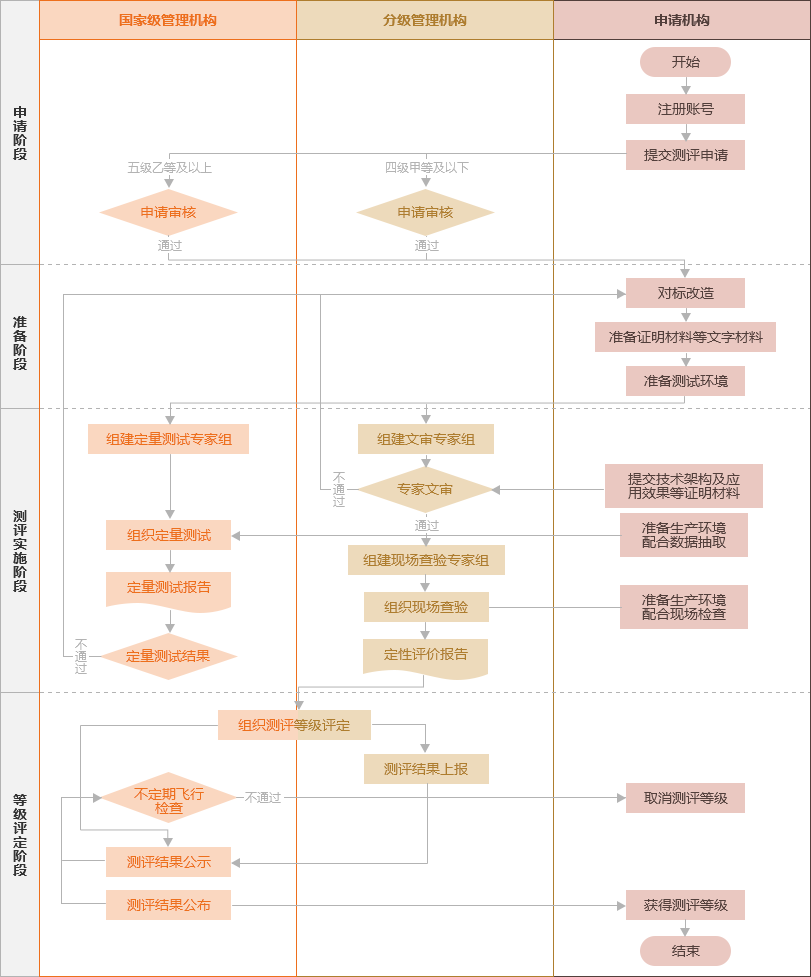 国家级管理机构
分级管理机构
申请机构
申请阶段
开始
注册账号
提交测评申请
五级乙等及以上
四级甲等及以下
申请审核
申请审核
通过
通过
准备阶段
对标改造
准备证明材料等文字材料
准备测试环境
测评实施阶段
组建定量测试专家组
组建文审专家组
不通过
专家文审
提交技术架构及应
用效果等证明材料
通过
组织定量测试
准备生产环境
配合数据抽取
组建现场查验专家组
定量测试报告
组织现场查验
准备生产环境
配合现场检查
不通过
定量测试结果
定性评价报告
等级评定阶段
组织测评等级评定
测评结果上报
不定期飞行
检查
不通过
取消测评等级
测评结果公示
测评结果公布
获得测评等级
结束